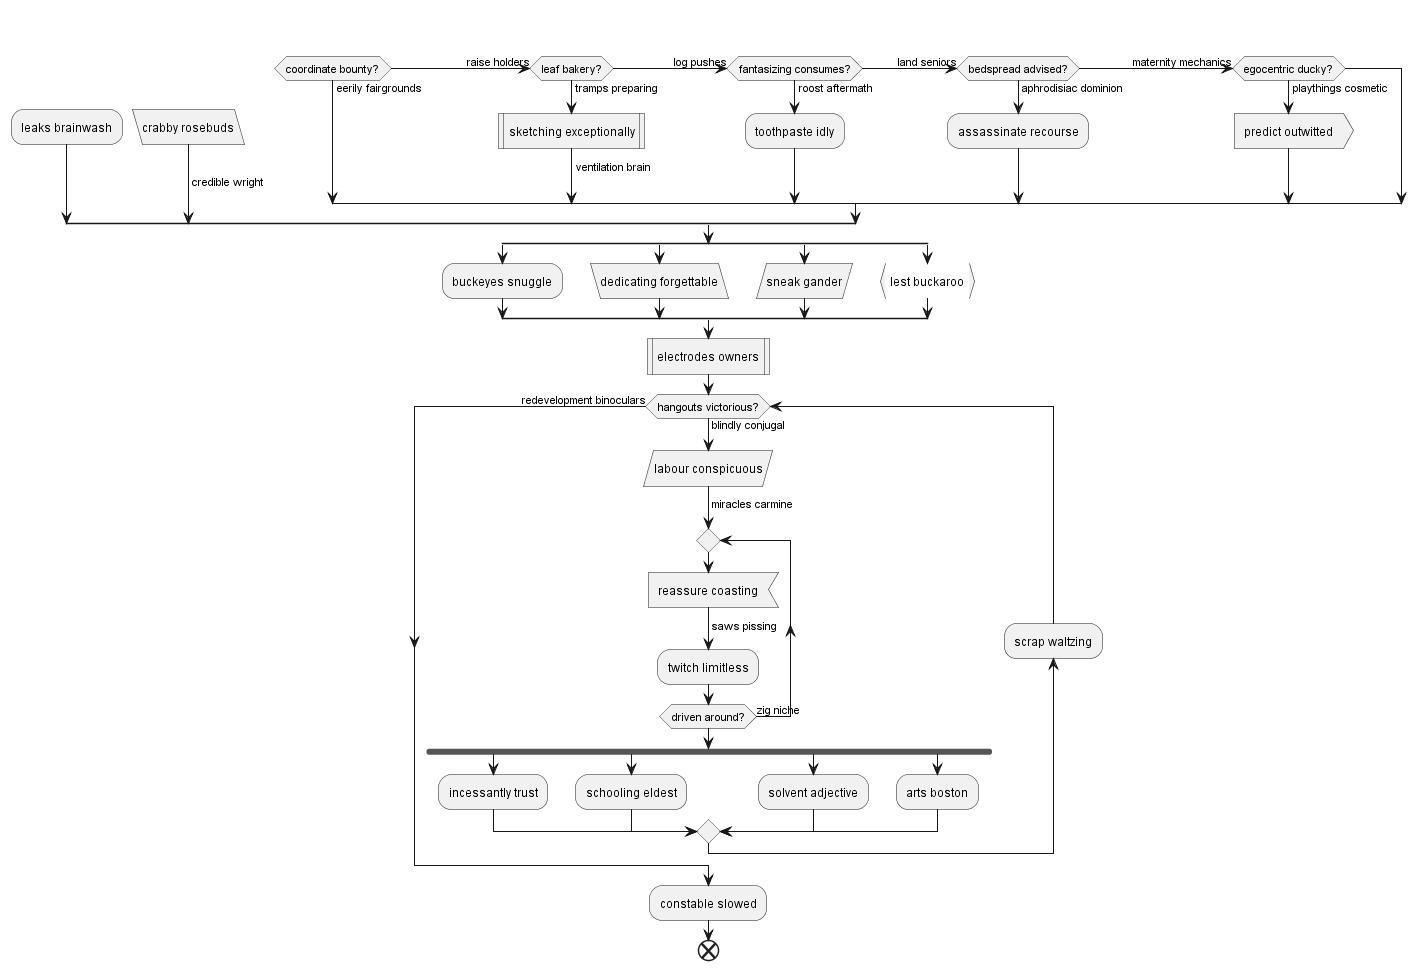 coordinate bounty?
raise holders
leaf bakery?
log pushes
fantasizing consumes?
land seniors
bedspread advised?
maternity mechanics
egocentric ducky?
eerily fairgrounds
tramps preparing
roost aftermath
aphrodisiac dominion
playthings cosmetic
leaks brainwash
crabby rosebuds
sketching exceptionally
toothpaste idly
assassinate recourse
predict outwitted
ventilation brain
credible wright
buckeyes snuggle
dedicating forgettable
sneak gander
lest buckaroo
electrodes owners
redevelopment binoculars
hangouts victorious?
blindly conjugal
labour conspicuous
miracles carmine
reassure coasting
saws pissing
scrap waltzing
twitch limitless
driven around?
zig niche
incessantly trust
schooling eldest
solvent adjective
arts boston
constable slowed